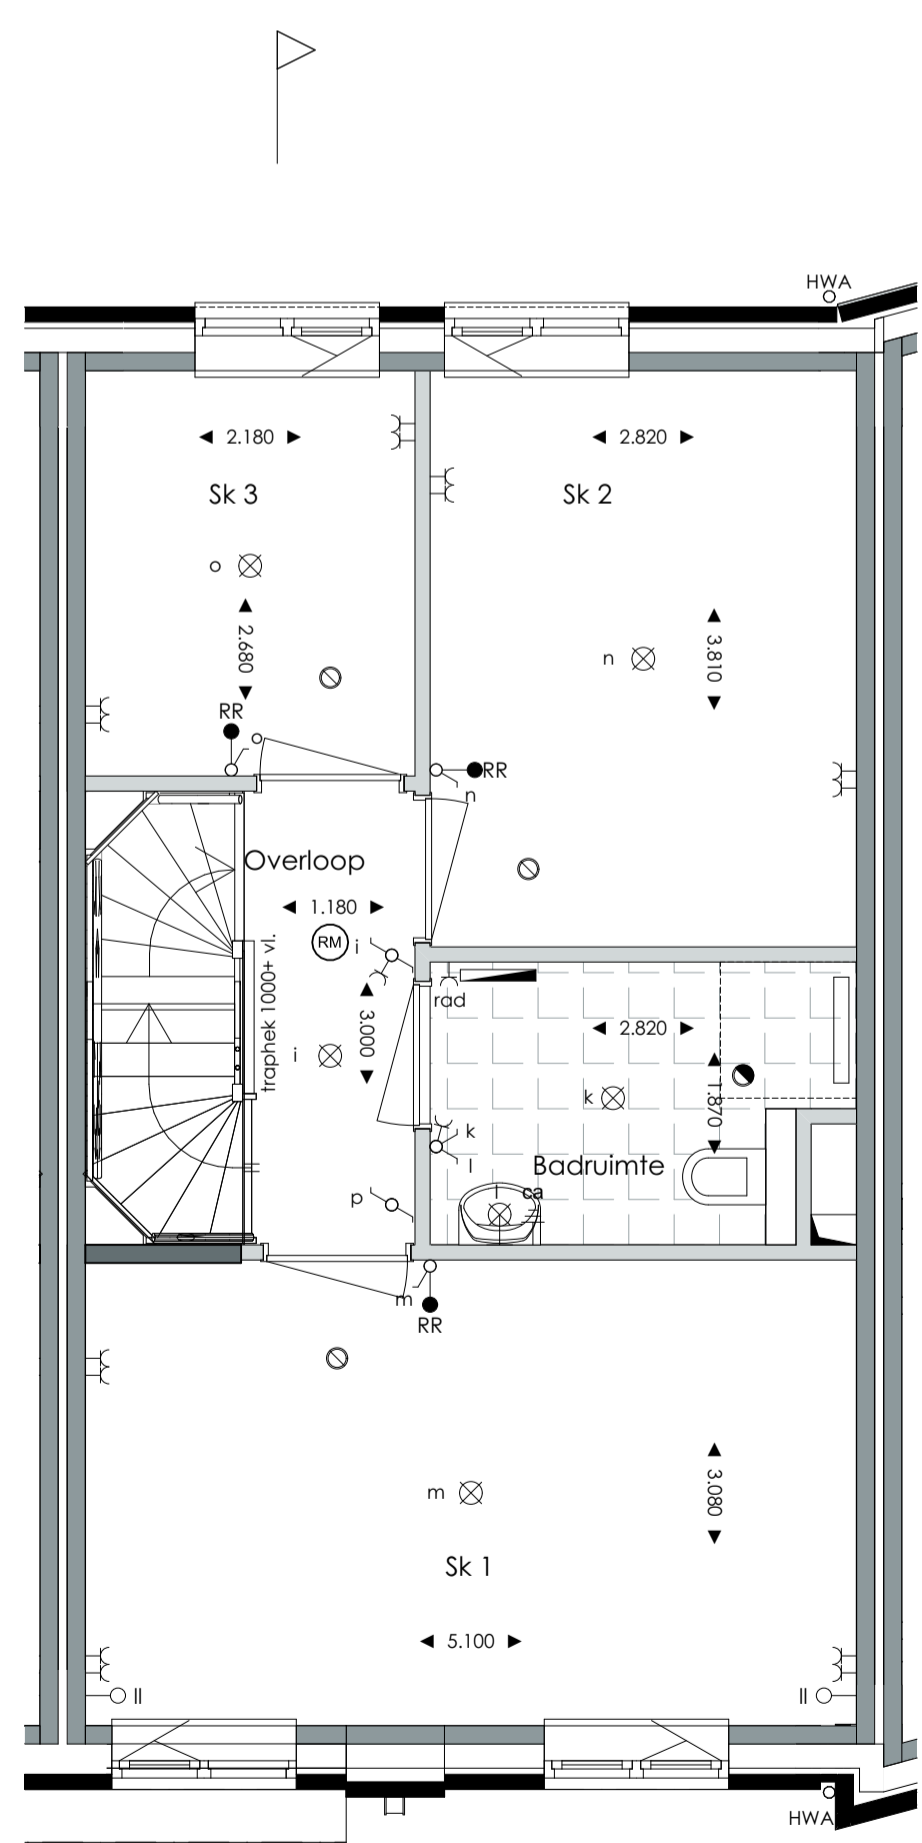 HWA
2.180
2.820
Sk 3
Sk 2
o
n
2.680
3.810
RR
o
RR
n
Overloop
1.180
RM
i
traphek 1000+ vl.
rad
3.000
i
2.820
k
1.870
k
l
Badruimte
l
ca
p
m
RR
m
3.080
Sk 1
5.100
II
II
HWA